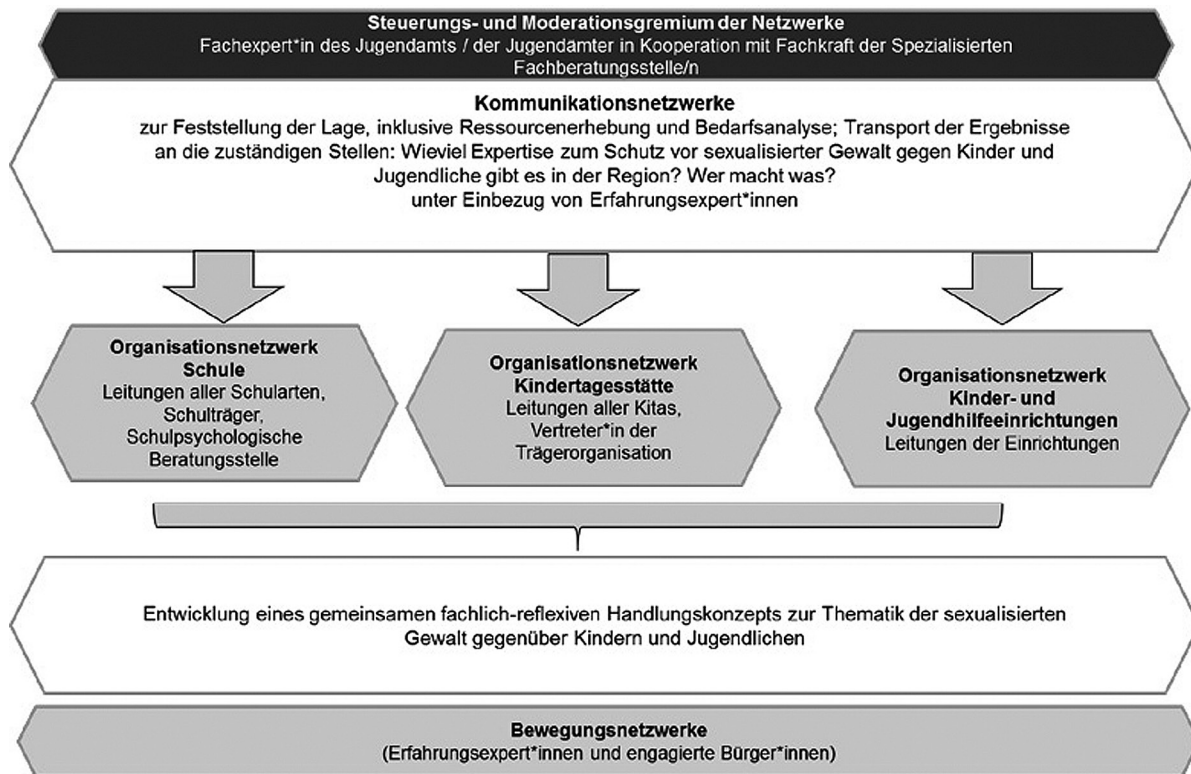 Steuerungs- und Moderationsgremium der Netzwerke
Fachexpert*in des Jugendamts / der Jugendämter in Kooperation mit Fachkraft der Spezialisierten
Fachberatungsstelle/n
Kommunikationsnetzwerke
zur Feststellung der Lage, inklusive Ressourcenerhebung und Bedarfsanalyse; Transport der Ergebnisse
an die zuständigen Stellen: Wieviel Expertise zum Schutz vor sexualisierter Gewalt gegen Kinder und
Jugendliche gibt es in der Region? Wer macht was?
unter Einbezug von Erfahrungsexpert*innen
Organisationsnetzwerk
Schule
Leitungen aller Schularten,
Schulträger,
Schulpsychologische
Beratungsstelle
Organisationsnetzwerk
Kindertagesstätte
Leitungen aller Kitas,
Vertreter*in der
Trägerorganisation
Organisationsnetzwerk
Kinder- und
Jugendhilfeeinrichtungen
Leitungen der Einrichtungen
Entwicklung eines gemeinsamen fachlich-reflexiven Handlungskonzepts zur Thematik der sexualisierten
Gewalt gegenüber Kindern und Jugendlichen
Bewegungsnetzwerke
(Erfahrungsexpert*innen und engagierte Bürger*innen)